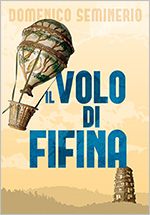 DOMENICO SEMINERIO
IL VOLO
DI
FIFINA